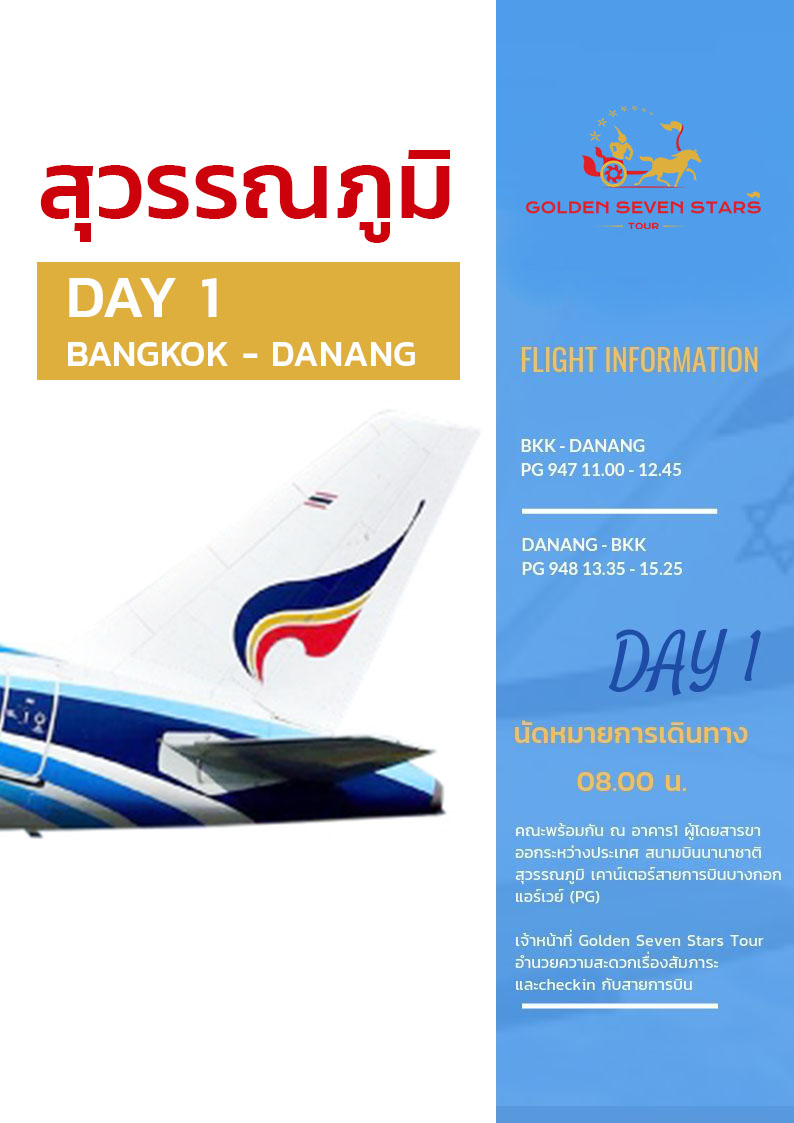 สุวรรณภูมิ
DAY 1
BANGKOK - DANANG
GOLDEN SEVEN STARS
TOUR
FLIGHT INFORMATION
BKK - DANANG
PG 947 11.00 - 12.45
DANANG - BKK
PG 948 13.35 - 15.25
DAY 1
นัดหมายการเดินทาง
08.00 น.
คณะพร้อมกัน ณ อาคาร1 ผู้โดยสารขา
ออกระหว่างประเทศ สนามบินนานาชาติ
สุวรรณภูมิ เคาน์เตอร์สายการบินบางกอก
แอร์เวย์ (PG)
เจ้าหน้าที่ Golden Seven Stars Tour
อำนวยความสะดวกเรื่องสัมภาระ
และcheckin กับสายการบิน